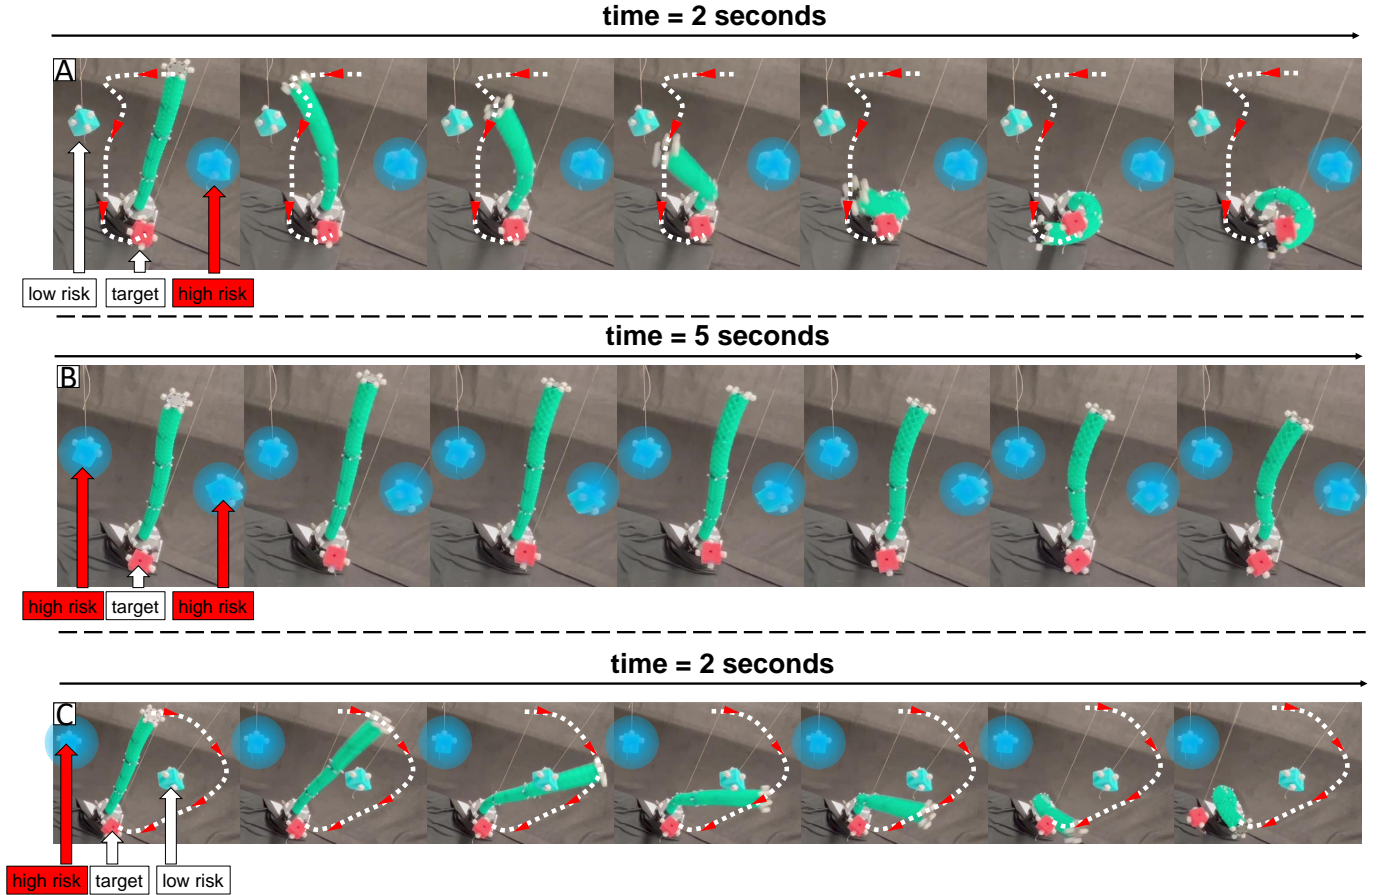 time = 2 seconds
A
low risk
target
high risk
time = 5 seconds
B
high risk
target
high risk
time = 2 seconds
C
high risk
target
low risk